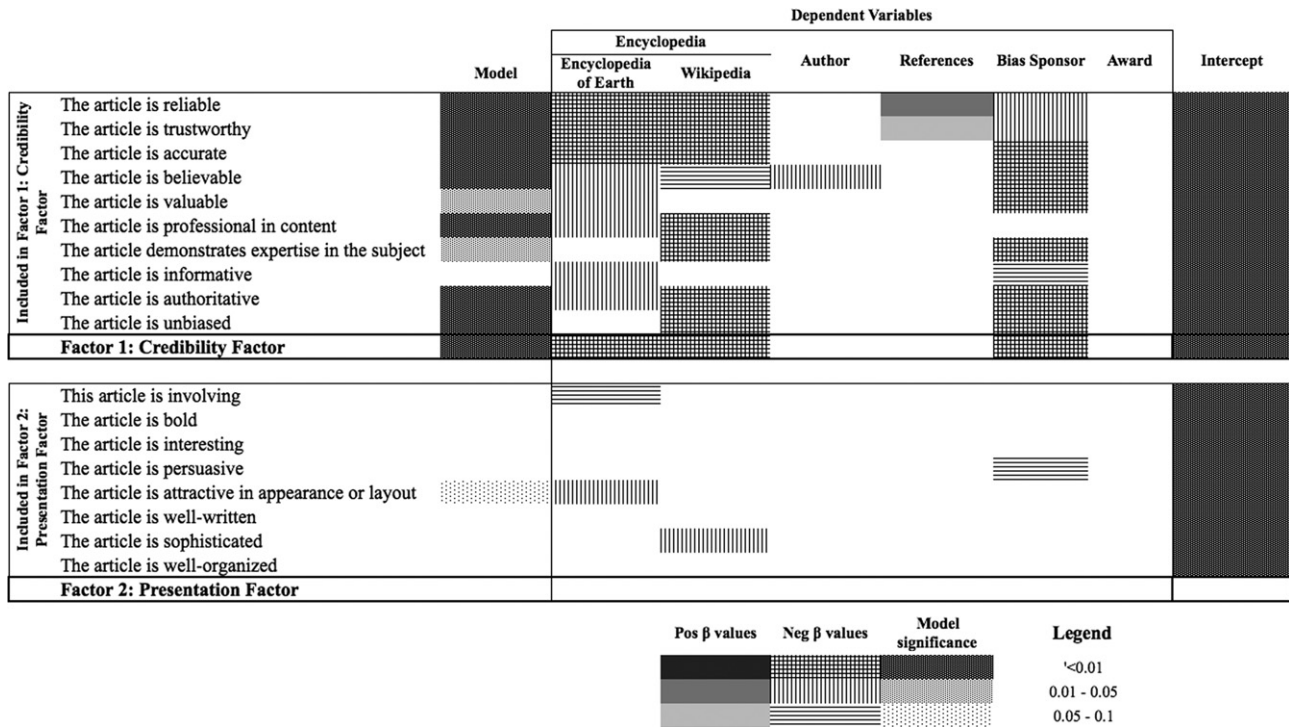 Dependent Variables
Encyclopedia
Model Encyclopedia of Earth Wikipedia Author References Bias Sponsor Award Intercept
Included in Factor 1: Credibility Factor
The article is reliable
The article is trustworthy
The article is accurate
The article is believable
The article is valuable
The article is professional in content
The article demonstrates expertise in the subject
The article is informative
The article is authoritative
The article is unbiased
Factor 1: Credibility Factor
Included in Factor 2: Presentation Factor
This article is involving
The article is bold
The article is interesting
The article is persuasive
The article is attractive in appearance or layout
The article is well-written
The article is sophisticated
The article is well-organized
Factor 2: Presentation Factor
Pos β values Neg β values Model significance Legend
'<0.01
0.01 - 0.05
0.05 - 0.1